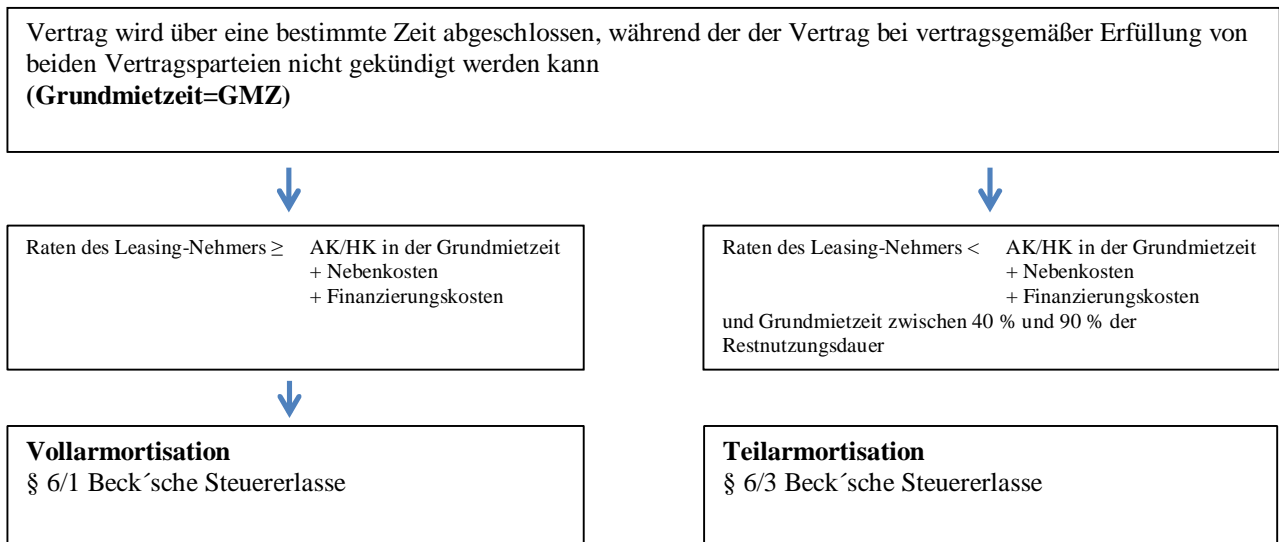 Vertrag wird über eine bestimmte Zeit abgeschlossen, während der der Vertrag bei vertragsgemäßer Erfüllung von
beiden Vertragsparteien nicht gekündigt werden kann
(Grundmietzeit=GMZ)
Raten des Leasing-Nehmers ≥ AK/HK in der Grundmietzeit
+ Nebenkosten
+ Finanzierungskosten
Raten des Leasing-Nehmers < AK/HK in der Grundmietzeit
+ Nebenkosten
+ Finanzierungskosten
und Grundmietzeit zwischen 40 % und 90 % der
Restnutzungsdauer
Vollarmortisation
§ 6/1 Beck´sche Steuererlasse
Teilarmortisation
§ 6/3 Beck´sche Steuererlasse